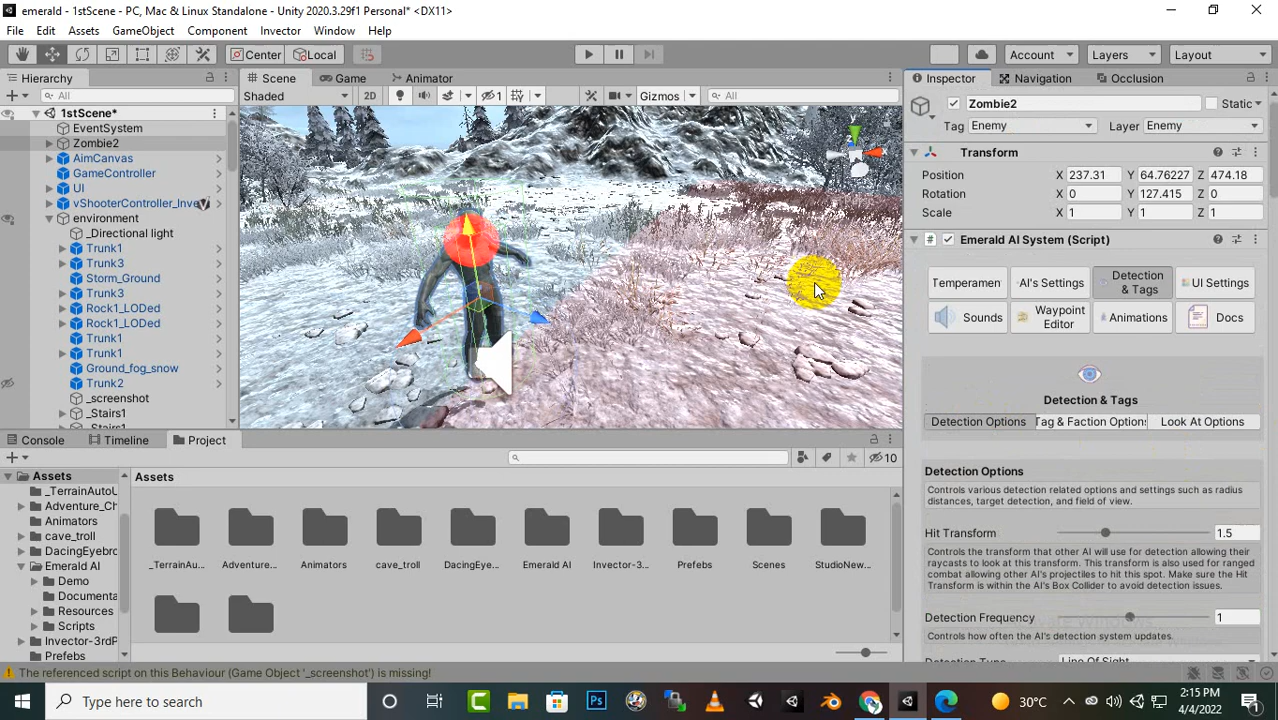 emerald - 1stScene - PC, Mac & Linux Standalone - Unity 2020.3.29f1 Personal* <DX11>
File Edit Assets GameObject Component Invector Window Help
Center Local Account Layers Layout
Hierarchy
All
1stScene*
EventSystem
Zombie2
AimCanvas
GameController
UI
vShooterController_Inve
environment
_Directional light
Trunk1
Trunk3
Storm_Ground
Trunk3
Rock1_LODed
Rock1_LODed
Trunk1
Trunk1
Ground_fog_snow
Trunk2
_screenshot
_Stairs1
_Stairs1
Scene Game Animator
Shaded 2D 1 Gizmos All
Console Timeline Project
10
Assets
_TerrainAutoU
Adventure_Ch
Animators
cave_troll
DacingEyebro
Emerald AI
Demo
Documenta
Resources
Scripts
Invector-3rdP
Prefebs
Assets
_TerrainAu... Adventure... Animators cave_troll DacingEye... Emerald AI Invector-3... Prefebs Scenes StudioNew...
Inspector Navigation Occlusion
Zombie2 Static
Tag Enemy Layer Enemy
Transform
Position X 237.31 Y 64.76227 Z 474.18
Rotation X 0 Y 127.415 Z 0
Scale X 1 Y 1 Z 1
Emerald AI System (Script)
Temperamen AI's Settings Detection & Tags UI Settings
Sounds Waypoint Editor Animations Docs
Detection & Tags
Detection Options Tag & Faction Option: Look At Options
Detection Options
Controls various detection related options and settings such as radius
distances, target detection, and field of view.
Hit Transform 1.5
Controls the transform that other AI will use for detection allowing their
raycasts to look at this transform. This transform is also used for ranged
combat allowing other AI's projectiles to hit this spot. Make sure the Hit
Transform is within the AI's Box Collider to avoid detection issues.
Detection Frequency 1
Controls how often the AI's detection system updates.
Detection Type Line Of Sight
The referenced script on this Behaviour (Game Object '_screenshot') is missing!
Type here to search
30°C
2:15 PM
4/4/2022